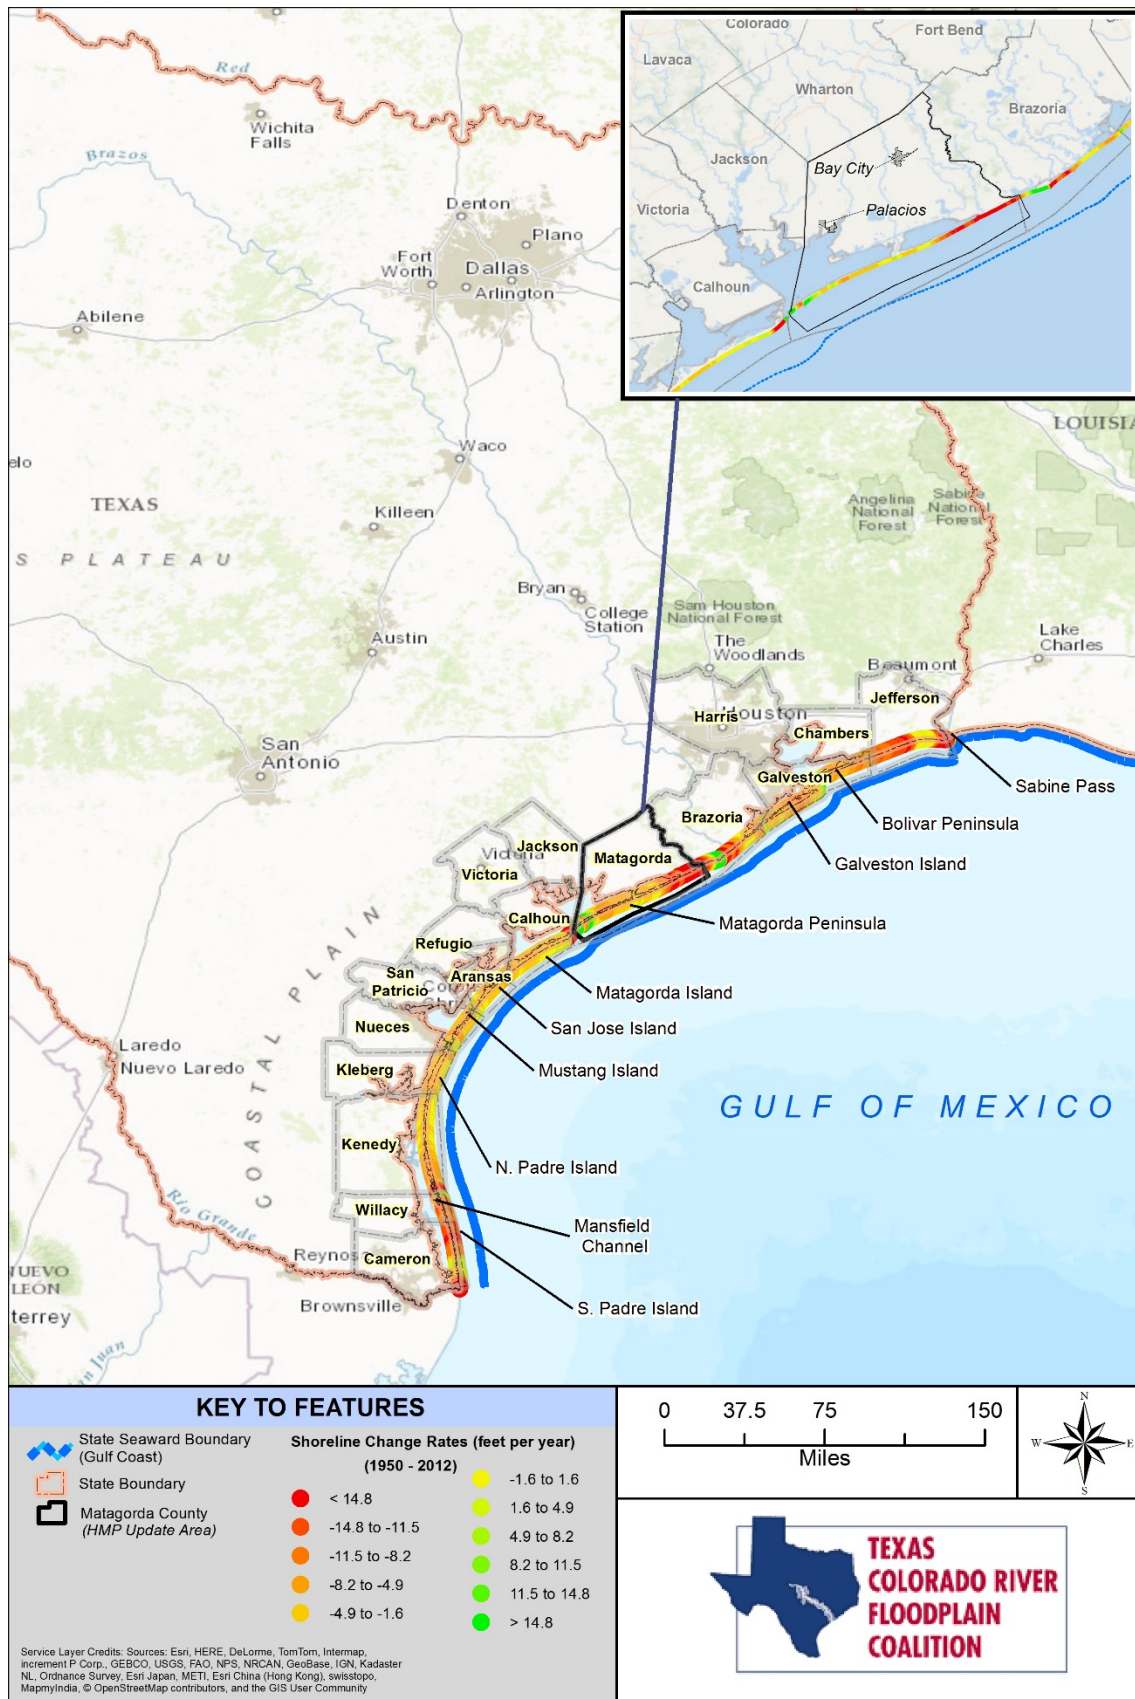 Colorado
Fort Bend
Lavaca
Wharton
Brazoria
Jackson
Bay City
Victoria
Palacios
Calhoun
Red
Wichita
Falls
Brazos
Denton
Plano
Fort
Worth
Dallas
Arlington
Abilene
LOUISIA
Waco
elo
TEXAS
Angelina
National
Forest
Sabine
National
Forest
Killeen
S PLATEAU
Bryan
College
Station
Sam Houston
National Forest
Austin
The
Woodlands
Lake
Charles
Beaumont
Jefferson
Harris
Houston
Chambers
San
Antonio
Galveston
Sabine Pass
Brazoria
Bolivar Peninsula
Jackson
Matagorda
Victoria
Victoria
Galveston Island
Calhoun
Matagorda Peninsula
Refugio
San
Patricio
Aransas
Matagorda Island
Nueces
San Jose Island
COASTAL PLAIN
Laredo
Nuevo Laredo
Kleberg
Mustang Island
GULF OF MEXICO
Kenedy
N. Padre Island
Willacy
Mansfield
Channel
Río Grande
Reynos
Cameron
NUEVO
LEÓN
S. Padre Island
Brownsville
terrey
an Juan
KEY TO FEATURES
State Seaward Boundary
(Gulf Coast)
State Boundary
Matagorda County
(HMP Update Area)
Shoreline Change Rates (feet per year)
(1950 - 2012)
< 14.8
-14.8 to -11.5
-11.5 to -8.2
-8.2 to -4.9
-4.9 to -1.6
-1.6 to 1.6
1.6 to 4.9
4.9 to 8.2
8.2 to 11.5
11.5 to 14.8
> 14.8
Service Layer Credits: Sources: Esri, HERE, DeLorme, TomTom, Intermap,
increment P Corp., GEBCO, USGS, FAO, NPS, NRCAN, GeoBase, IGN, Kadaster
NL, Ordnance Survey, Esri Japan, METI, Esri China (Hong Kong), swisstopo,
MapmyIndia, © OpenStreetMap contributors, and the GIS User Community
0 37.5 75 150
Miles
N
W E
S
TEXAS
COLORADO RIVER
FLOODPLAIN
COALITION